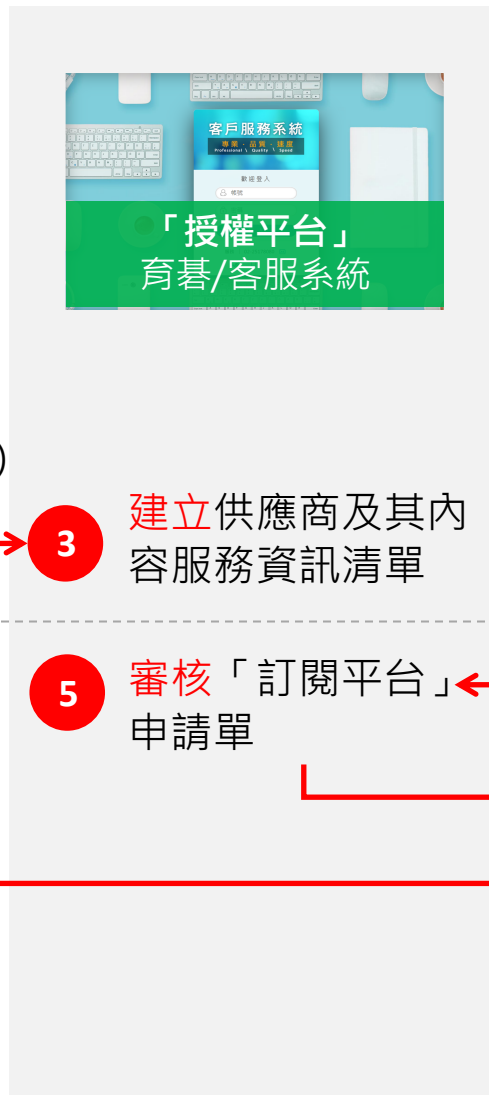 客戶服務系統
專業．品質．速度
Professional \ Quality \ Speed
歡迎登入
帳號
「授權平台」
育碁/客服系統
)
3
建立供應商及其內
容服務資訊清單
5
審核「訂閱平台」
申請單